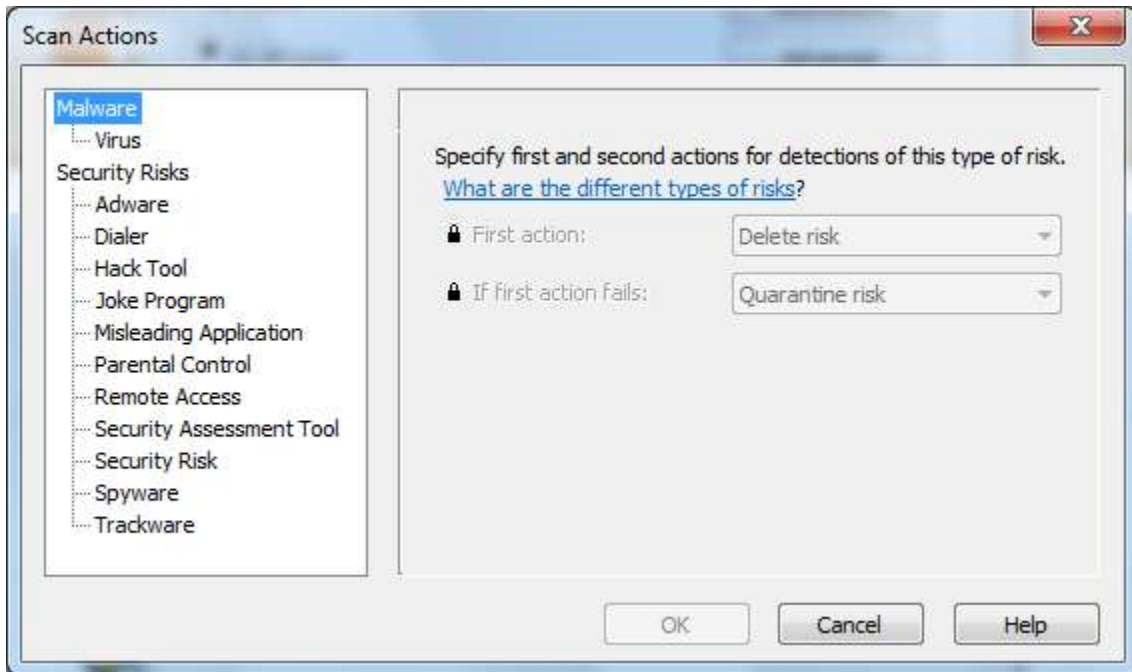 Scan Actions
Malware
Virus
Security Risks
Adware
Dialer
Hack Tool
Joke Program
Misleading Application
Parental Control
Remote Access
Security Assessment Tool
Security Risk
Spyware
Trackware
Specify first and second actions for detections of this type of risk.
What are the different types of risks?
First action: Delete risk
If first action fails: Quarantine risk
OK Cancel Help